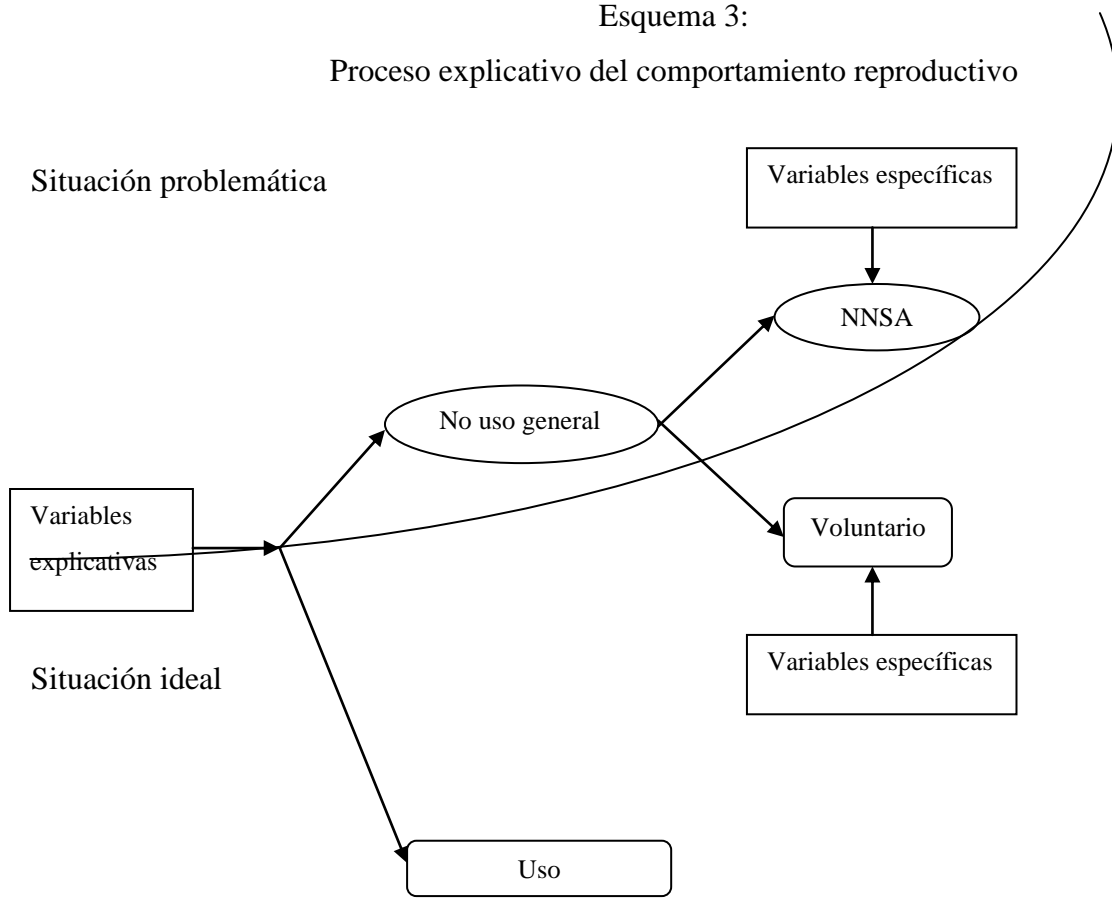 Esquema 3:
Proceso explicativo del comportamiento reproductivo
Situación problemática
Variables específicas
NNSA
No uso general
Variables
explicativas
Voluntario
Variables específicas
Situación ideal
Uso